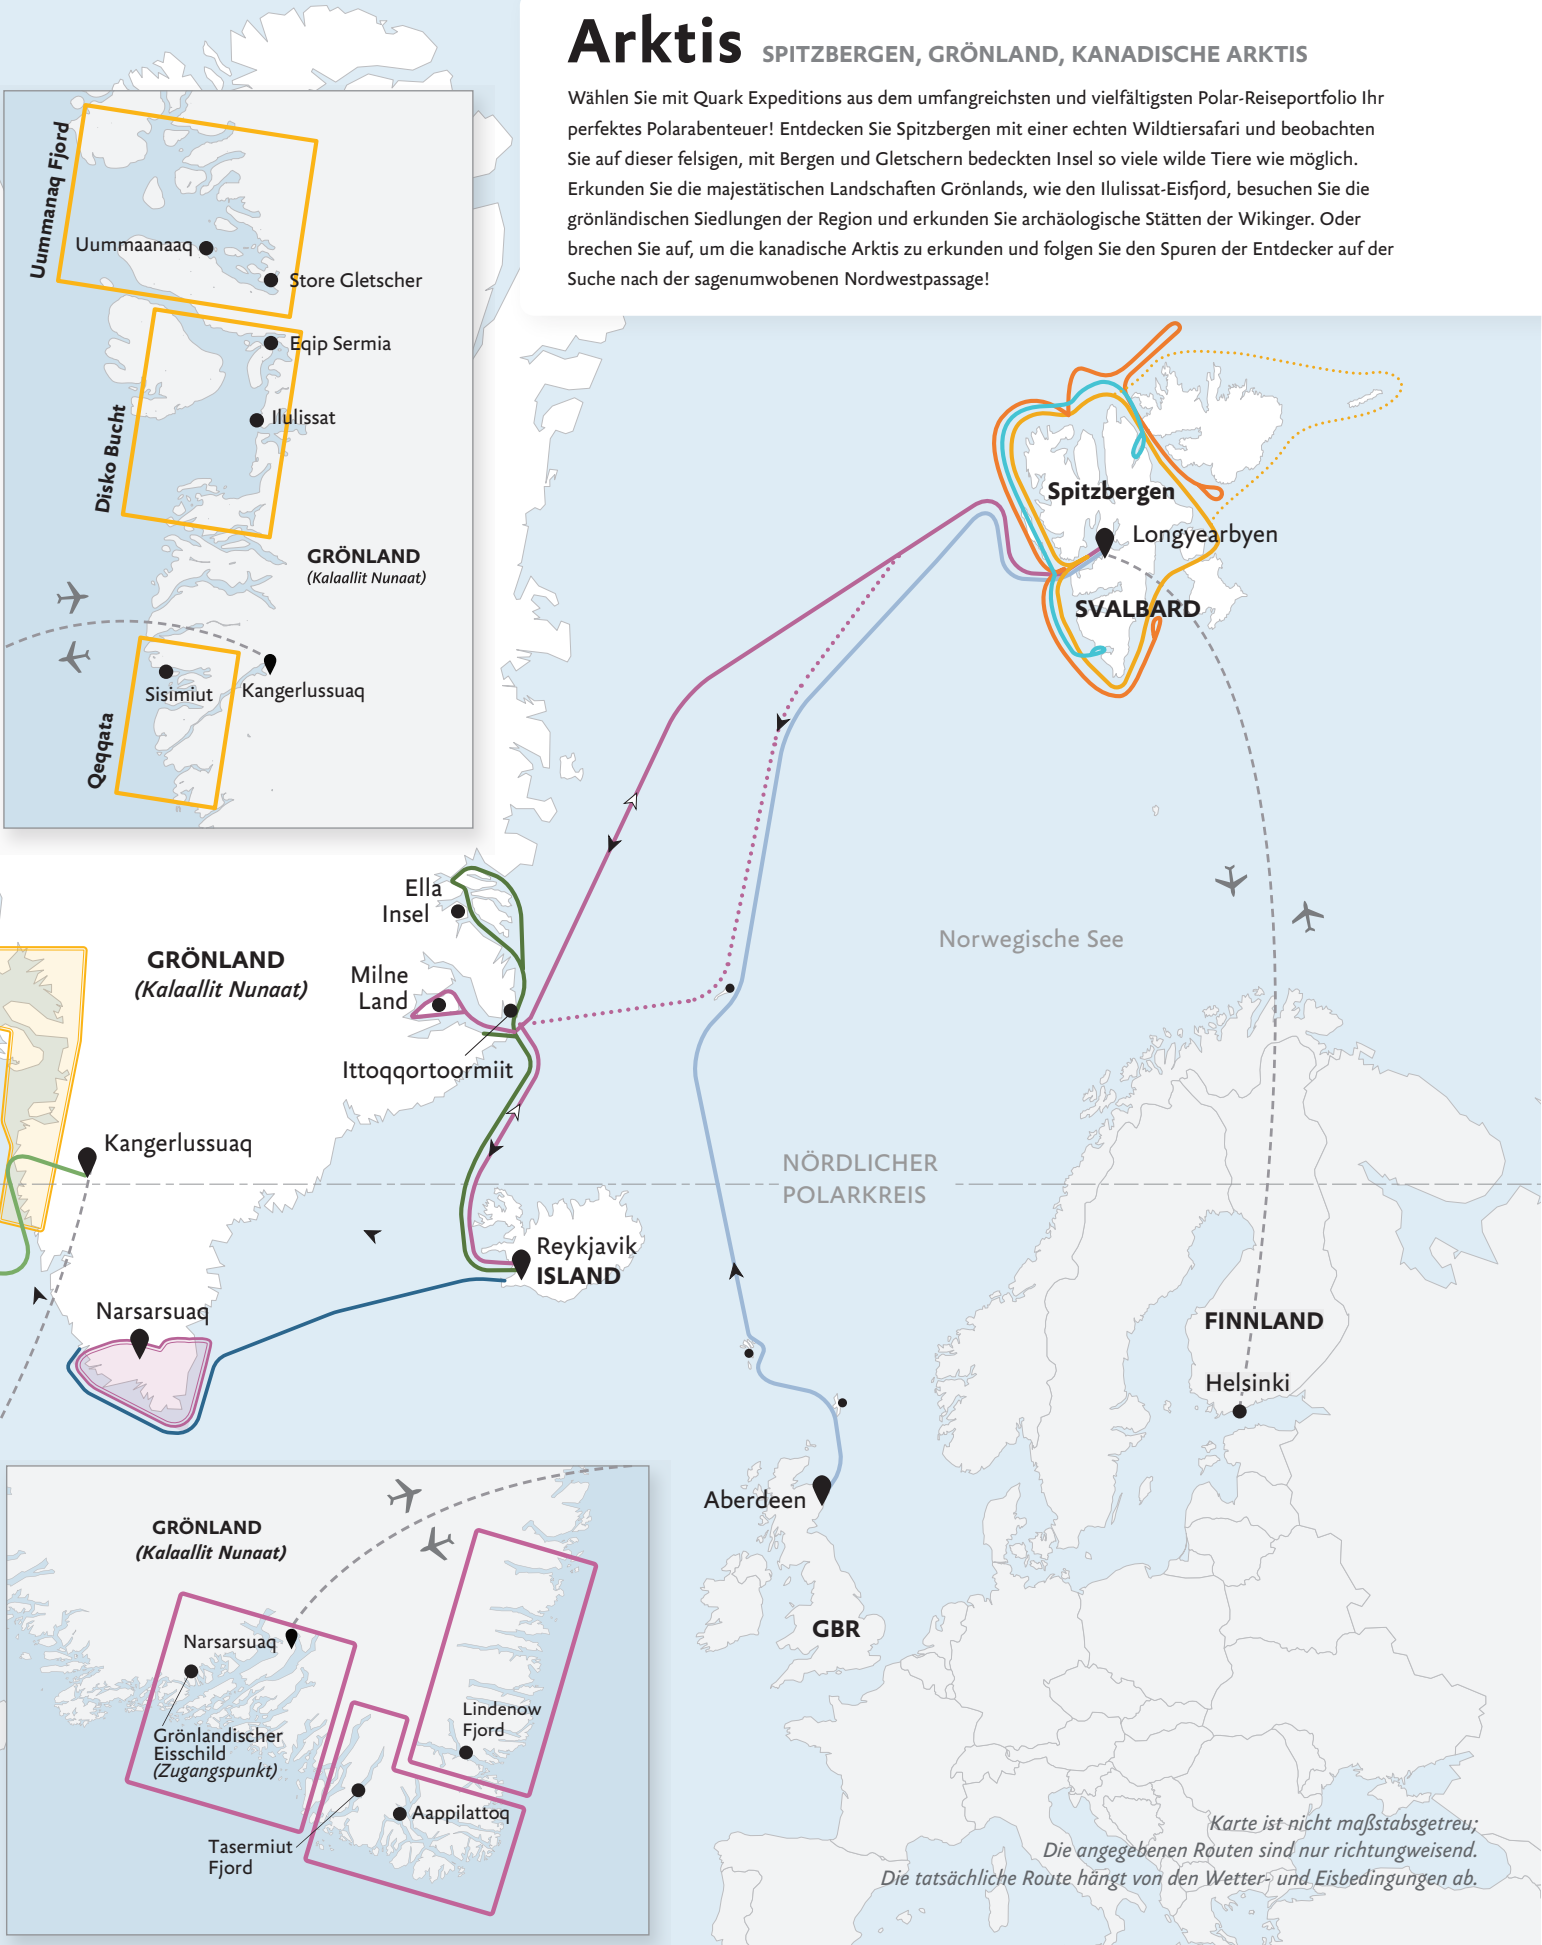 Arktis SPITZBERGEN, GRÖNLAND, KANADISCHE ARKTIS
Wählen Sie mit Quark Expeditions aus dem umfangreichsten und vielfältigsten Polar-Reiseportfolio Ihr
perfektes Polarabenteuer! Entdecken Sie Spitzbergen mit einer echten Wildtiersafari und beobachten
Sie auf dieser felsigen, mit Bergen und Gletschern bedeckten Insel so viele wilde Tiere wie möglich.
Erkunden Sie die majestätischen Landschaften Grönlands, wie den Ilulissat-Eisfjord, besuchen Sie die
grönländischen Siedlungen der Region und erkunden Sie archäologische Stätten der Wikinger. Oder
brechen Sie auf, um die kanadische Arktis zu erkunden und folgen Sie den Spuren der Entdecker auf der
Suche nach der sagenumwobenen Nordwestpassage!
Uummanaq Fjord
Uummaanaaq
Store Gletscher
Eqip Sermia
Ilulissat
Disko Bucht
GRÖNLAND
(Kalaallit Nunaat)
Sisimiut
Kangerlussuaq
Qeqqata
Spitzbergen
Longyearbyen
SVALBARD
Ella
Insel
GRÖNLAND
(Kalaallit Nunaat)
Milne
Land
Ittoqqortoormiit
Norwegische See
Kangerlussuaq
NÖRDLICHER
POLARKREIS
Reykjavik
ISLAND
Narsarsuaq
FINNLAND
Helsinki
Aberdeen
GBR
GRÖNLAND
(Kalaallit Nunaat)
Narsarsuaq
Grönlandischer
Eisschild
(Zugangspunkt)
Lindenow
Fjord
Aappilattoq
Tasermiut
Fjord
Karte ist nicht maßstabsgetreu;
Die angegebenen Routen sind nur richtungweisend.
Die tatsächliche Route hängt von den Wetter- und Eisbedingungen ab.